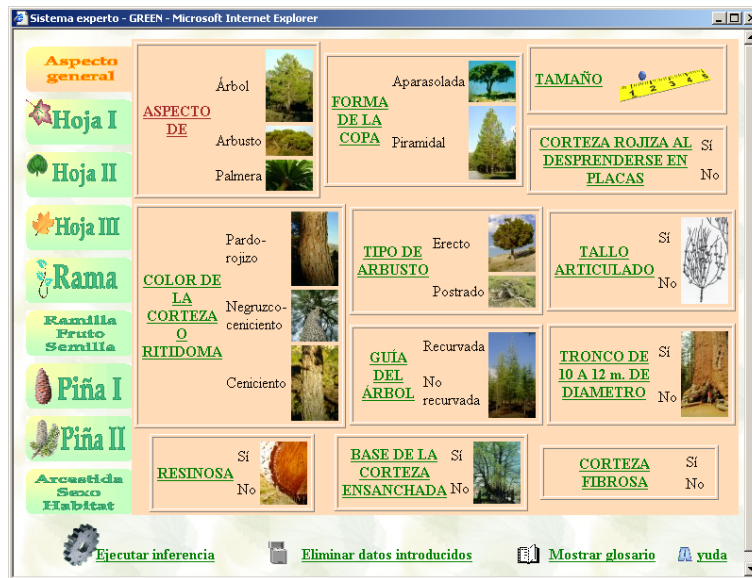 Sistema experto - GREEN - Microsoft Internet Explorer
Aspecto
general
Hoja I
Hoja II
Hoja III
Rama
Ramilla
Fruto
Semilla
Piña I
Piña II
Arcestida
Sexo
Habitat
ASPECTO
DE
Árbol
Arbusto
Palmera
FORMA
DE LA
COPA
Aparasolada
Piramidal
TAMAÑO
1 2 3 4 5
CORTEZA ROJIZA AL
DESPRENDERSE EN
PLACAS
Sí
No
COLOR DE
LA
CORTEZA
O
RITIDOMA
Pardo-
rojizo
Negruzco-
ceniciento
Ceniciento
TIPO DE
ARBUSTO
Erecto
Postrado
TALLO
ARTICULADO
Sí
No
GUÍA
DEL
ÁRBOL
Recurvada
No
recurvada
TRONCO DE
10 A 12 m. DE
DIAMETRO
Sí
No
RESINOSA
Sí
No
BASE DE LA
CORTEZA
ENSANCHADA
Sí
No
CORTEZA
FIBROSA
Sí
No
Ejecutar inferencia
Eliminar datos introducidos
Mostrar glosario
A yuda